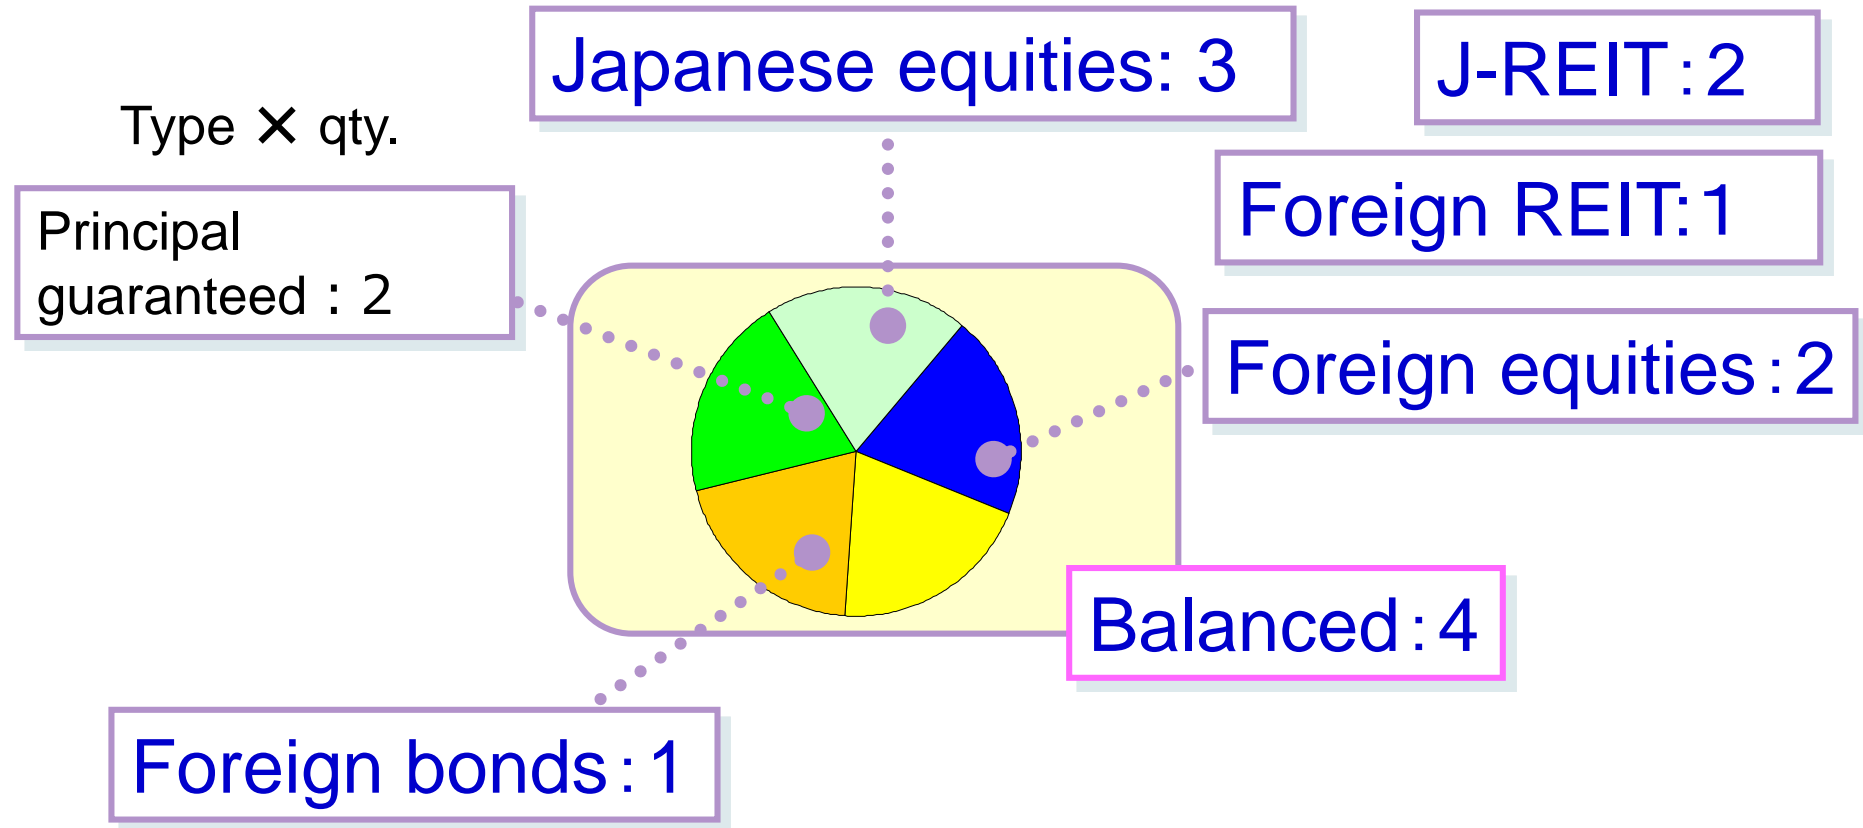 Japanese equities: 3
J-REIT：2
Type × qty.
Foreign REIT:1
Principal
guaranteed：2
Foreign equities：2
Balanced：4
Foreign bonds：1